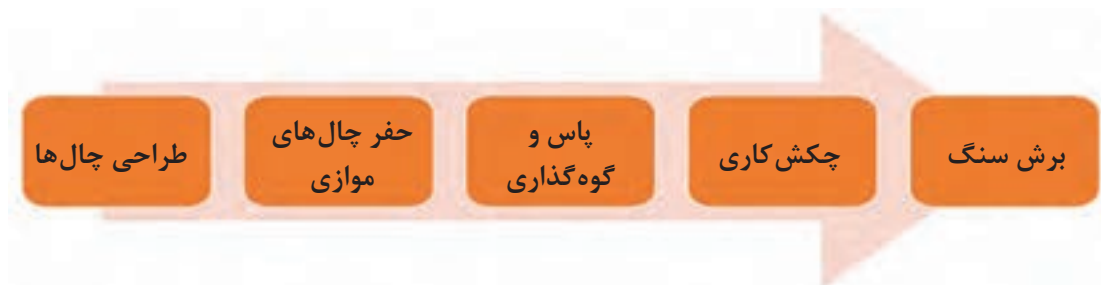 طراحی چال‌ها
حفر چال‌های
موازی
پاس و
گوه‌گذاری
چکش‌کاری
برش سنگ